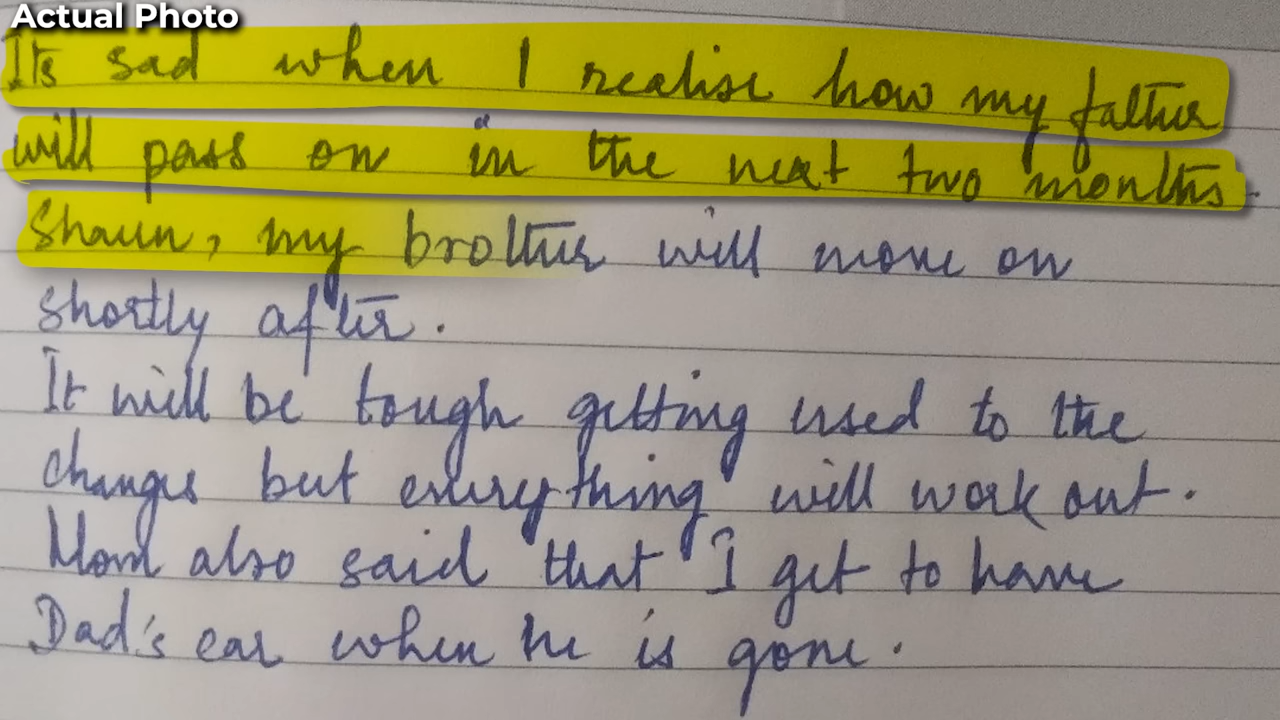 Actual Photo
Its sad when I realise how my father
will pass on in the next two months.
Shaun, my brother will move on
shortly after.
It will be tough getting used to the
changes but everything will work out.
Mom also said that I get to have
Dad's car when he is gone.